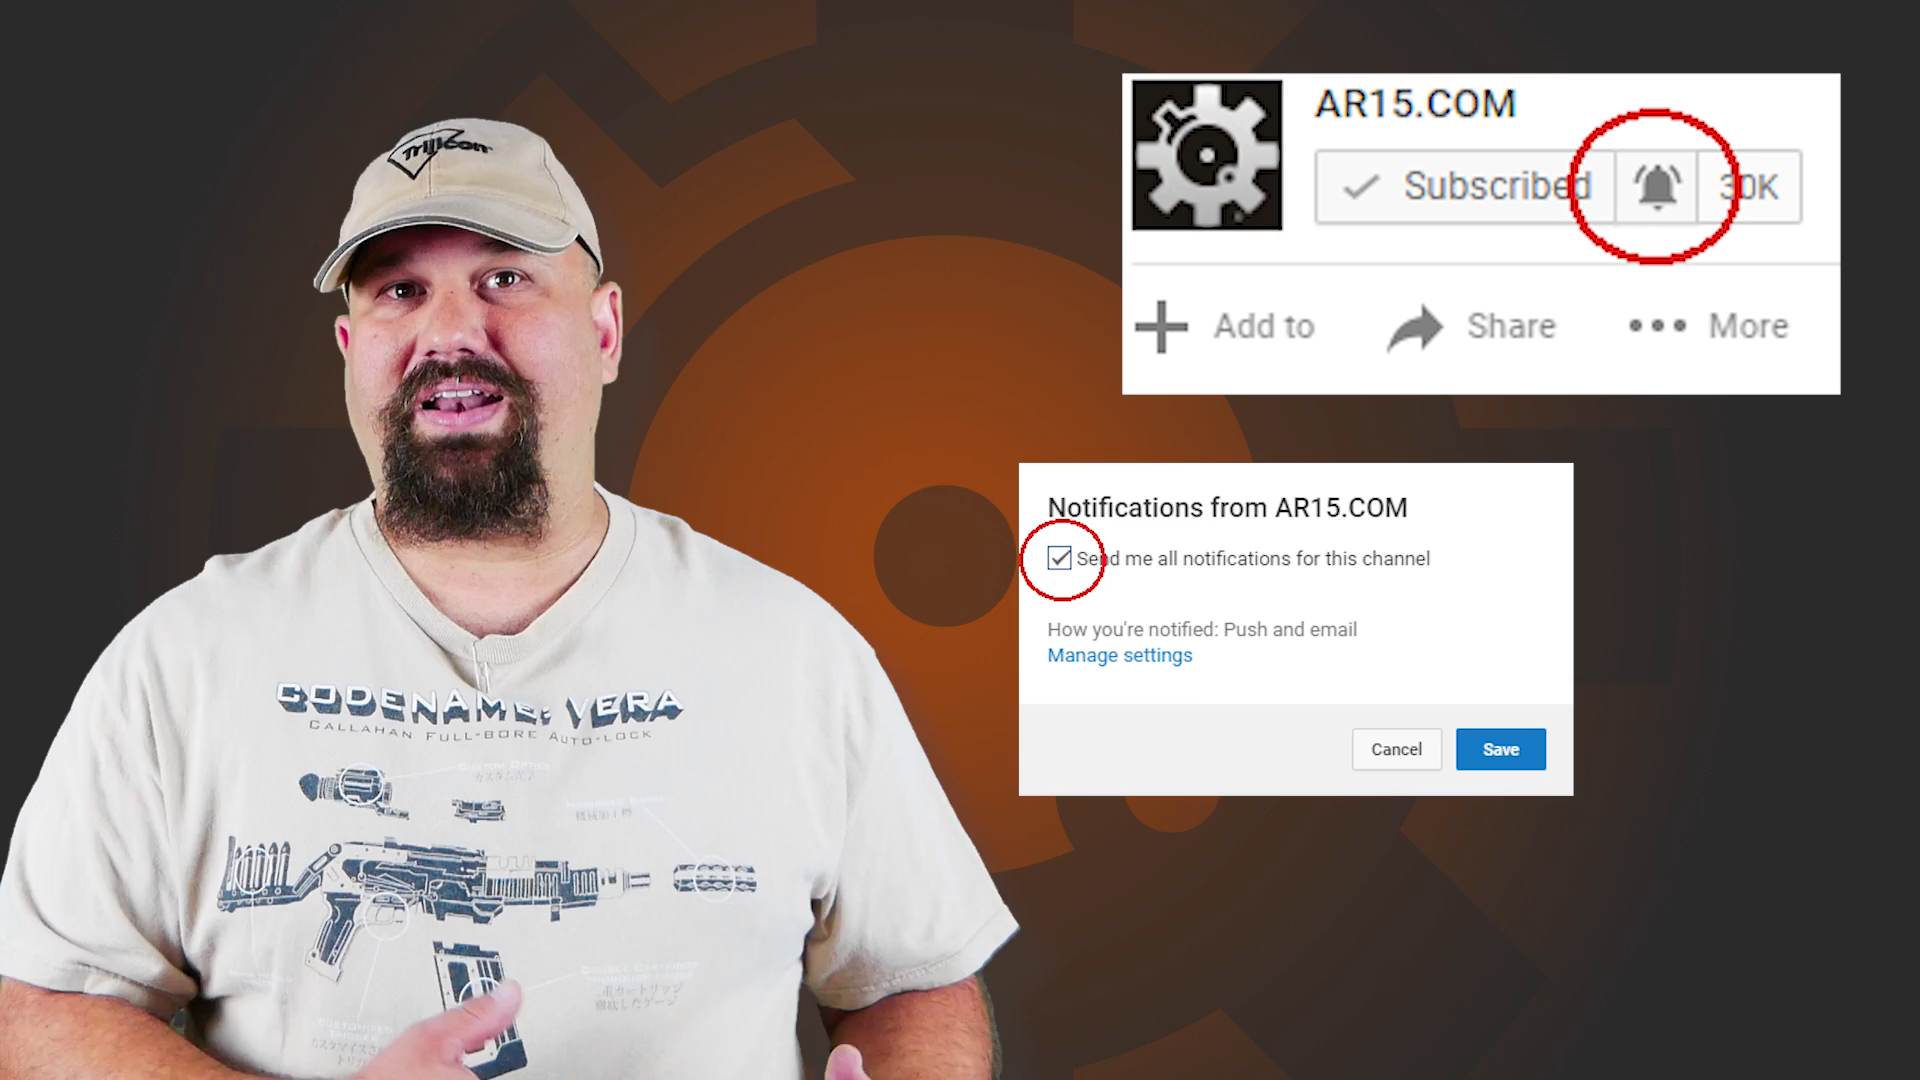 Trijicon
AR15.COM
Subscribed
30K
Add to
Share
More
Notifications from AR15.COM
Send me all notifications for this channel
How you're notified: Push and email
Manage settings
Cancel
Save
CODENAME: VERA
CALLAHAN FULL-BORE AUTO-LOCK
CUSTOM OPTICS